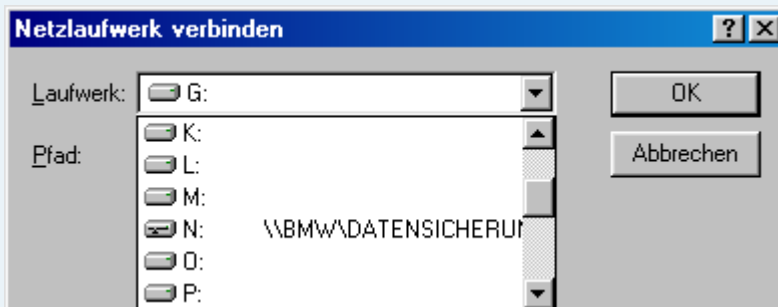 Netzlaufwerk verbinden
Laufwerk: G: OK
K:
Pfad: L: Abbrechen
M:
N: \\BMW\DATENSICHERU
O:
P: